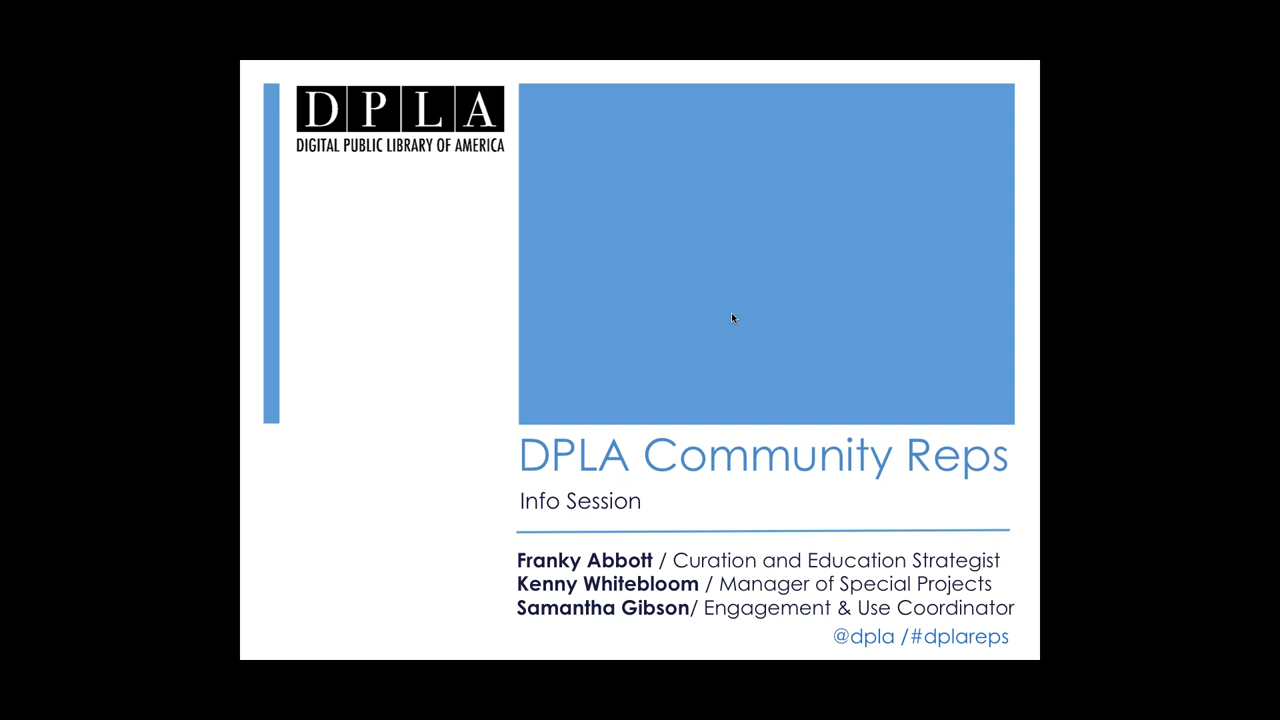 DPLA
DIGITAL PUBLIC LIBRARY OF AMERICA
DPLA Community Reps
Info Session
Franky Abbott / Curation and Education Strategist
Kenny Whitebloom / Manager of Special Projects
Samantha Gibson/ Engagement & Use Coordinator
@dpla /#dplareps